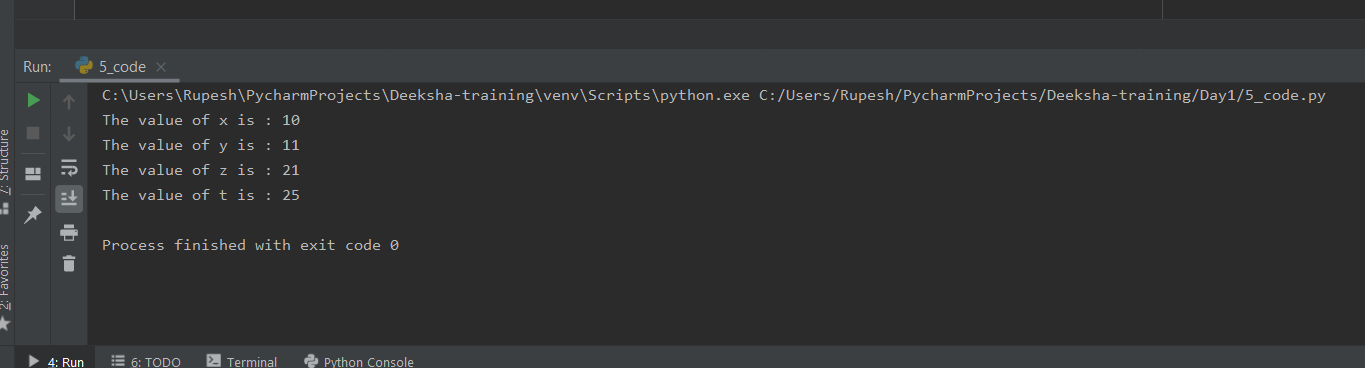 Run: 5_code
C:\Users\Rupesh\PycharmProjects\Deeksha-training\venv\Scripts\python.exe C:/Users/Rupesh/PycharmProjects/Deeksha-training/Day1/5_code.py
The value of x is : 10
The value of y is : 11
The value of z is : 21
The value of t is : 25
Process finished with exit code 0
7: Structure
2: Favorites
4: Run 6: TODO Terminal Python Console